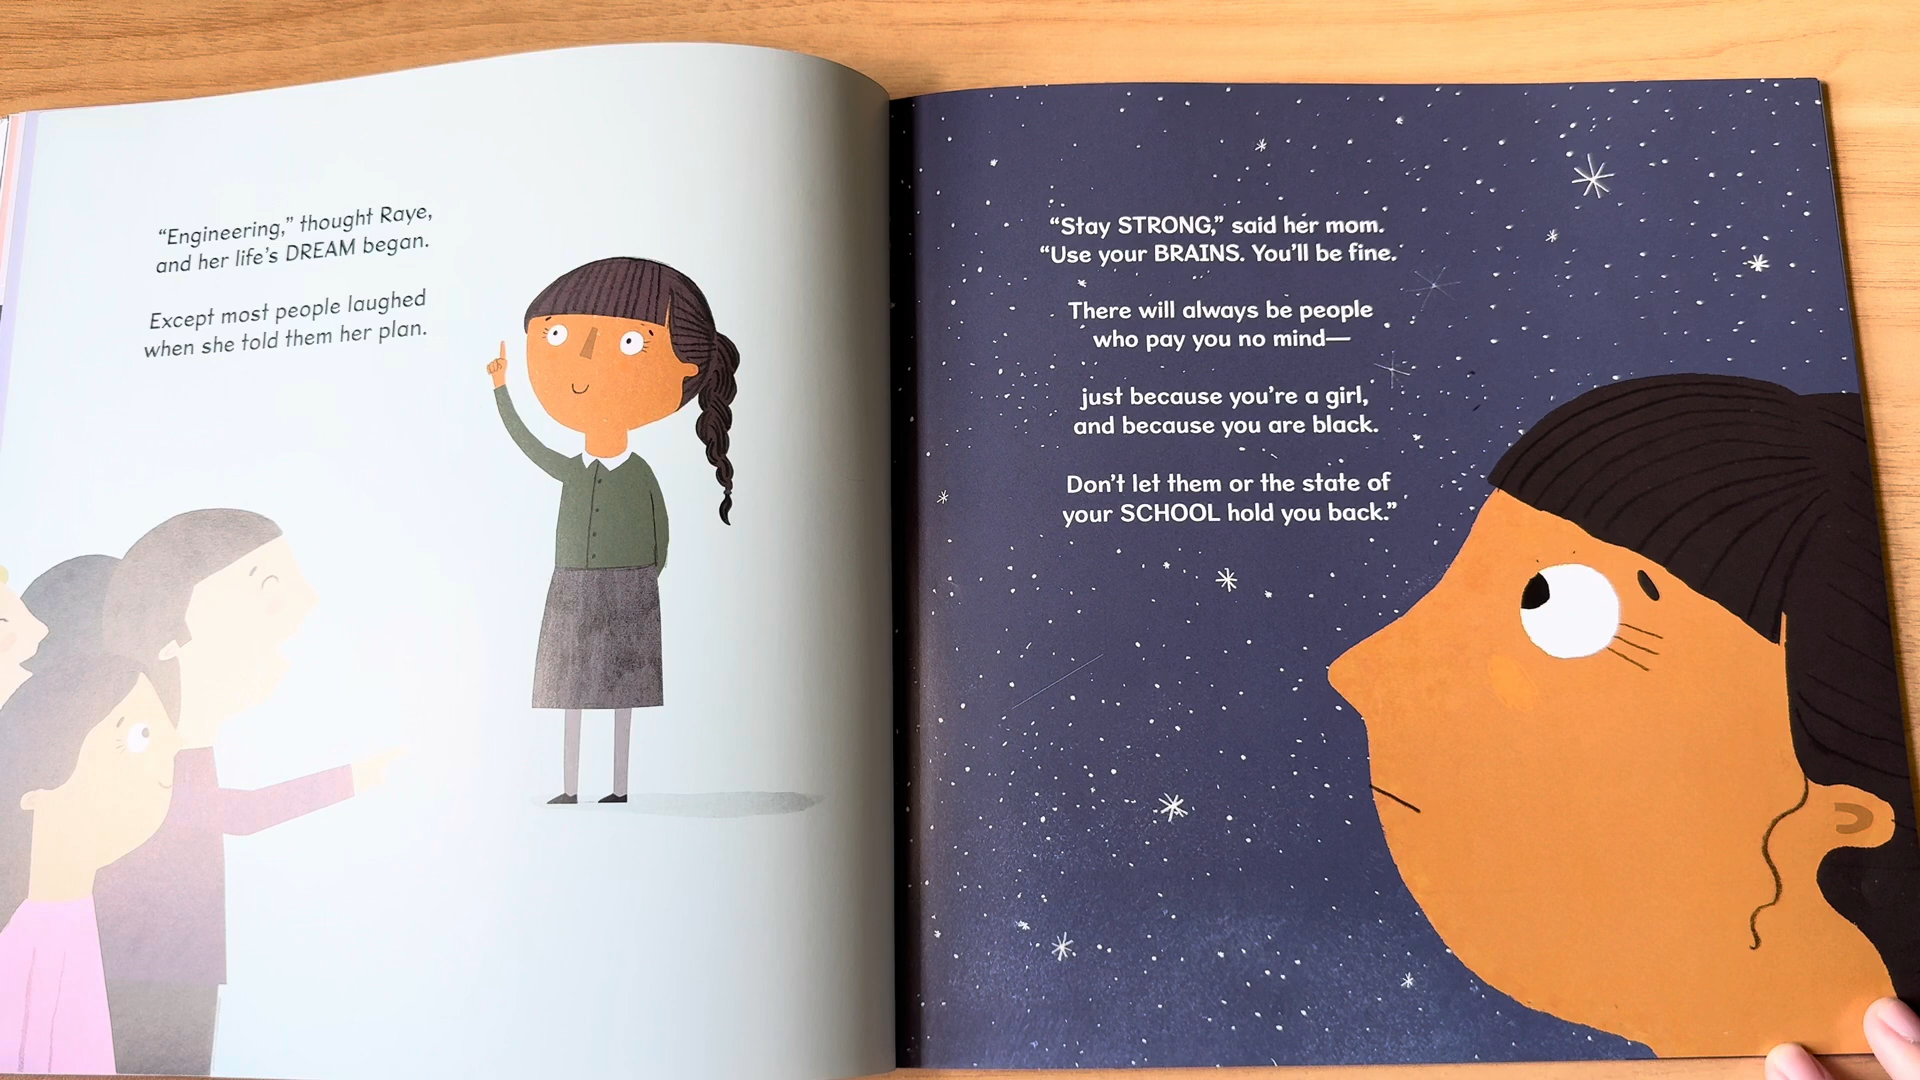 “Engineering,” thought Raye,
and her life’s DREAM began.
Except most people laughed
when she told them her plan.
“Stay STRONG,” said her mom.
“Use your BRAINS. You’ll be fine.
There will always be people
who pay you no mind—
just because you’re a girl,
and because you are black.
Don’t let them or the state of
your SCHOOL hold you back.”